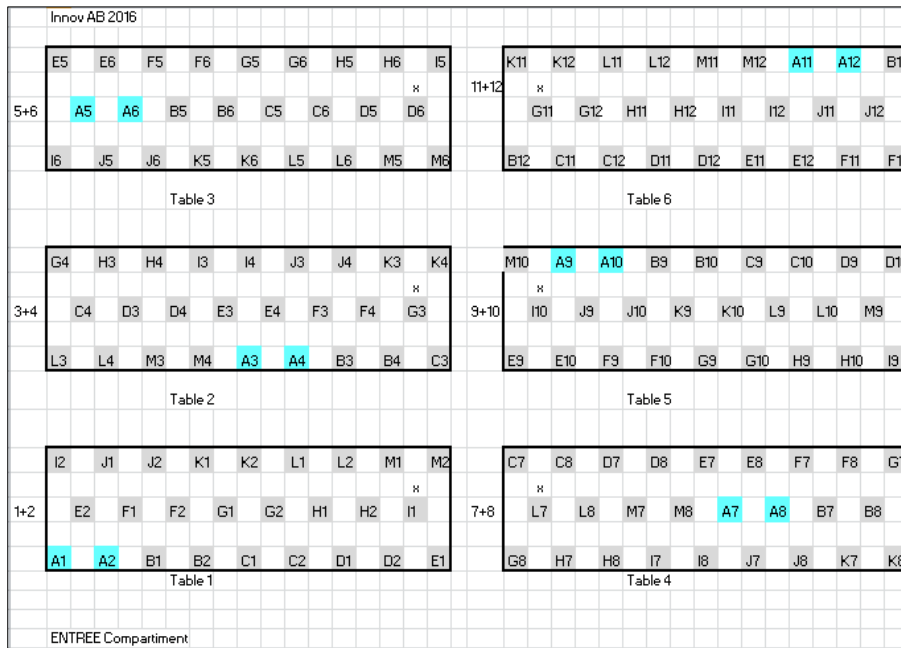 Innov AB 2016
E5 E6 F5 F6 G5 G6 H5 H6 I5
x
5+6 A5 A6 B5 B6 C5 C6 D5 D6
I6 J5 J6 K5 K6 L5 L6 M5 M6
Table 3
K11 K12 L11 L12 M11 M12 A11 A12 B1
11+12 x
G11 G12 H11 H12 I11 I12 J11 J12
B12 C11 C12 D11 D12 E11 E12 F11 F1
Table 6
G4 H3 H4 I3 I4 J3 J4 K3 K4
x
3+4 C4 D3 D4 E3 E4 F3 F4 G3
L3 L4 M3 M4 A3 A4 B3 B4 C3
Table 2
M10 A9 A10 B9 B10 C9 C10 D9 D1
x
9+10 I10 J9 J10 K9 K10 L9 L10 M9
E9 E10 F9 F10 G9 G10 H9 H10 I9
Table 5
I2 J1 J2 K1 K2 L1 L2 M1 M2
x
1+2 E2 F1 F2 G1 G2 H1 H2 I1
A1 A2 B1 B2 C1 C2 D1 D2 E1
Table 1
C7 C8 D7 D8 E7 E8 F7 F8 G7
x
7+8 L7 L8 M7 M8 A7 A8 B7 B8
G8 H7 H8 I7 I8 J7 J8 K7 K8
Table 4
ENTREE Compartiment